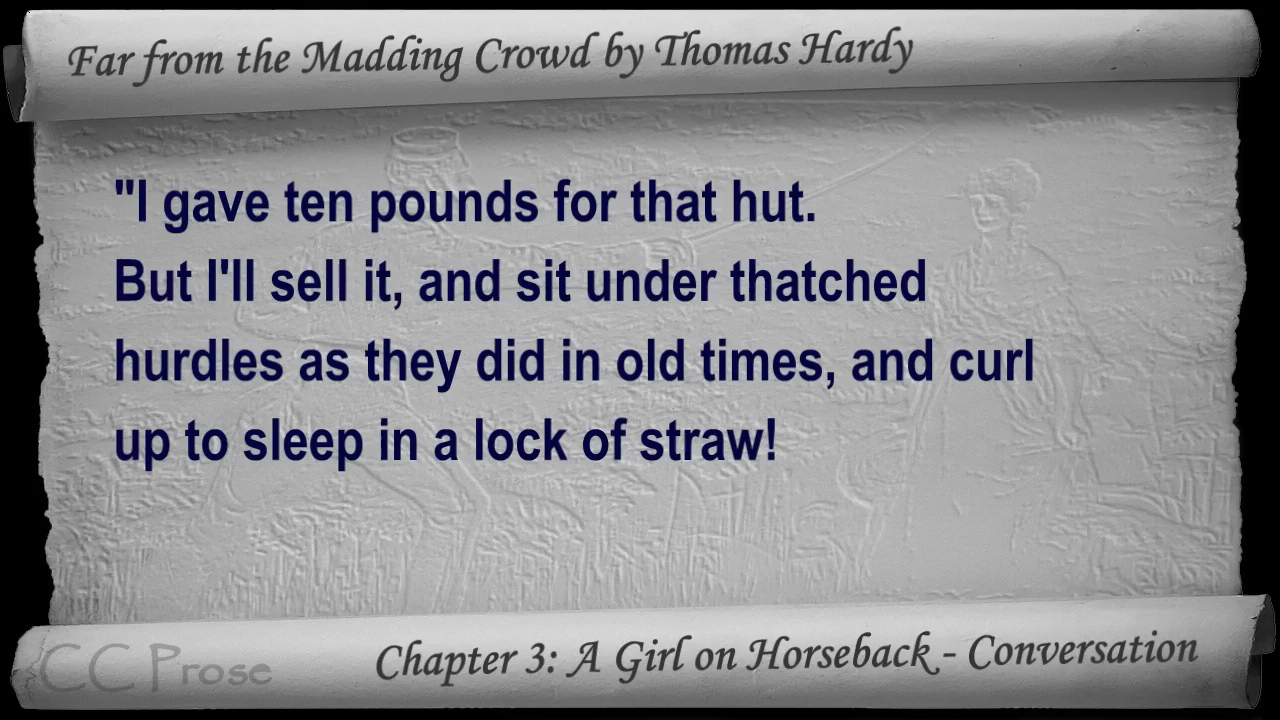 Far from the Madding Crowd by Thomas Hardy
"I gave ten pounds for that hut.
But I'll sell it, and sit under thatched
hurdles as they did in old times, and curl
up to sleep in a lock of straw!
CC Prose
Chapter 3: A Girl on Horseback - Conversation